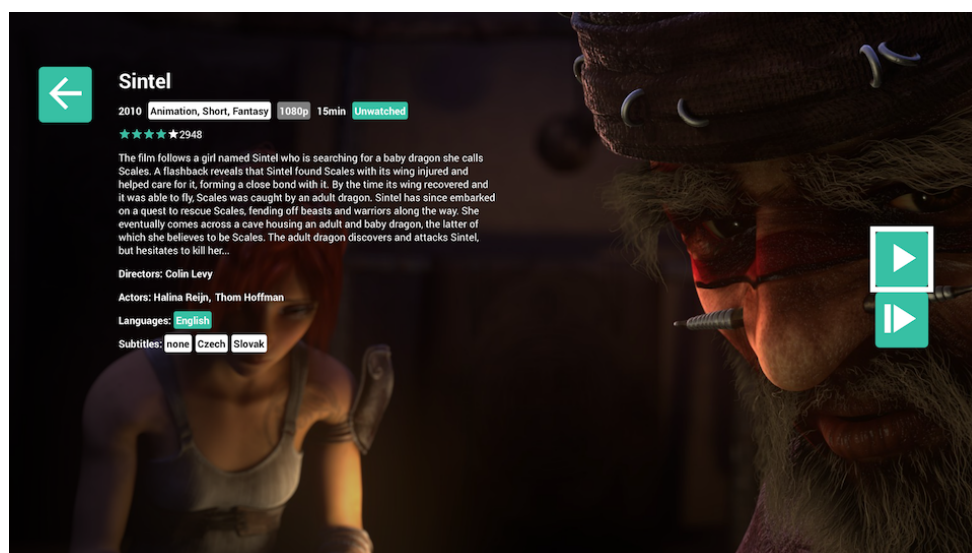 Sintel
2010 Animation, Short, Fantasy 1080p 15min Unwatched
2948
The film follows a girl named Sintel who is searching for a baby dragon she calls
Scales. A flashback reveals that Sintel found Scales with its wing injured and
helped care for it, forming a close bond with it. By the time its wing recovered and
it was able to fly, Scales was caught by an adult dragon. Sintel has since embarked
on a quest to rescue Scales, fending off beasts and warriors along the way. She
eventually comes across a cave housing an adult and baby dragon, the latter of
which she believes to be Scales. The adult dragon discovers and attacks Sintel,
but hesitates to kill her...
Directors: Colin Levy
Actors: Halina Reijn, Thom Hoffman
Languages: English
Subtitles: none Czech Slovak